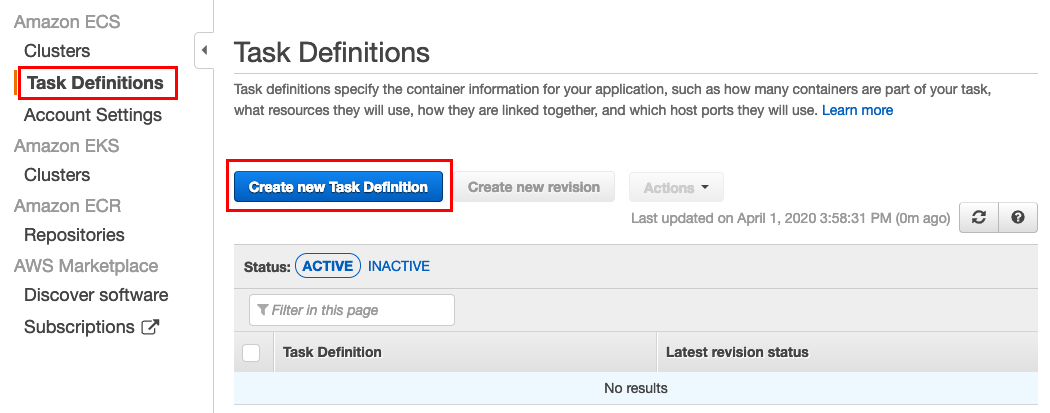 Amazon ECS
Clusters
Task Definitions
Account Settings
Amazon EKS
Clusters
Amazon ECR
Repositories
AWS Marketplace
Discover software
Subscriptions
Task Definitions
Task definitions specify the container information for your application, such as how many containers are part of your task,
what resources they will use, how they are linked together, and which host ports they will use. Learn more
Create new Task Definition Create new revision Actions
Last updated on April 1, 2020 3:58:31 PM (0m ago)
Status: ACTIVE INACTIVE
Filter in this page
Task Definition Latest revision status
No results